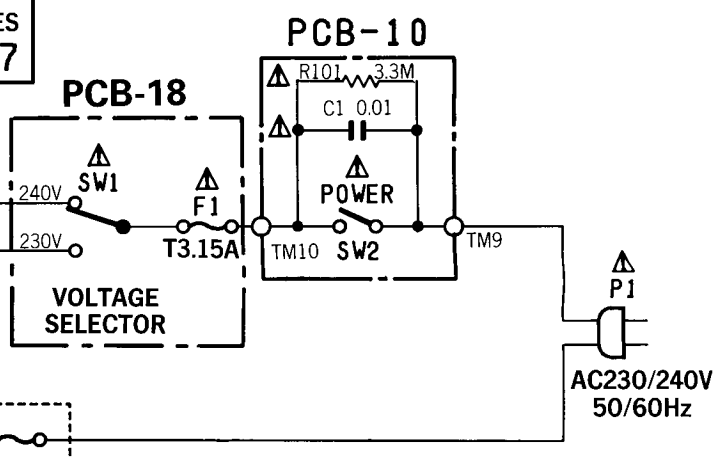 ES
7
PCB-10
R101 3.3M
PCB-18
C1 0.01
SW1
240V
F1
POWER
230V
T3.15A
TM10
SW2
TM9
P1
VOLTAGE
SELECTOR
AC230/240V
50/60Hz